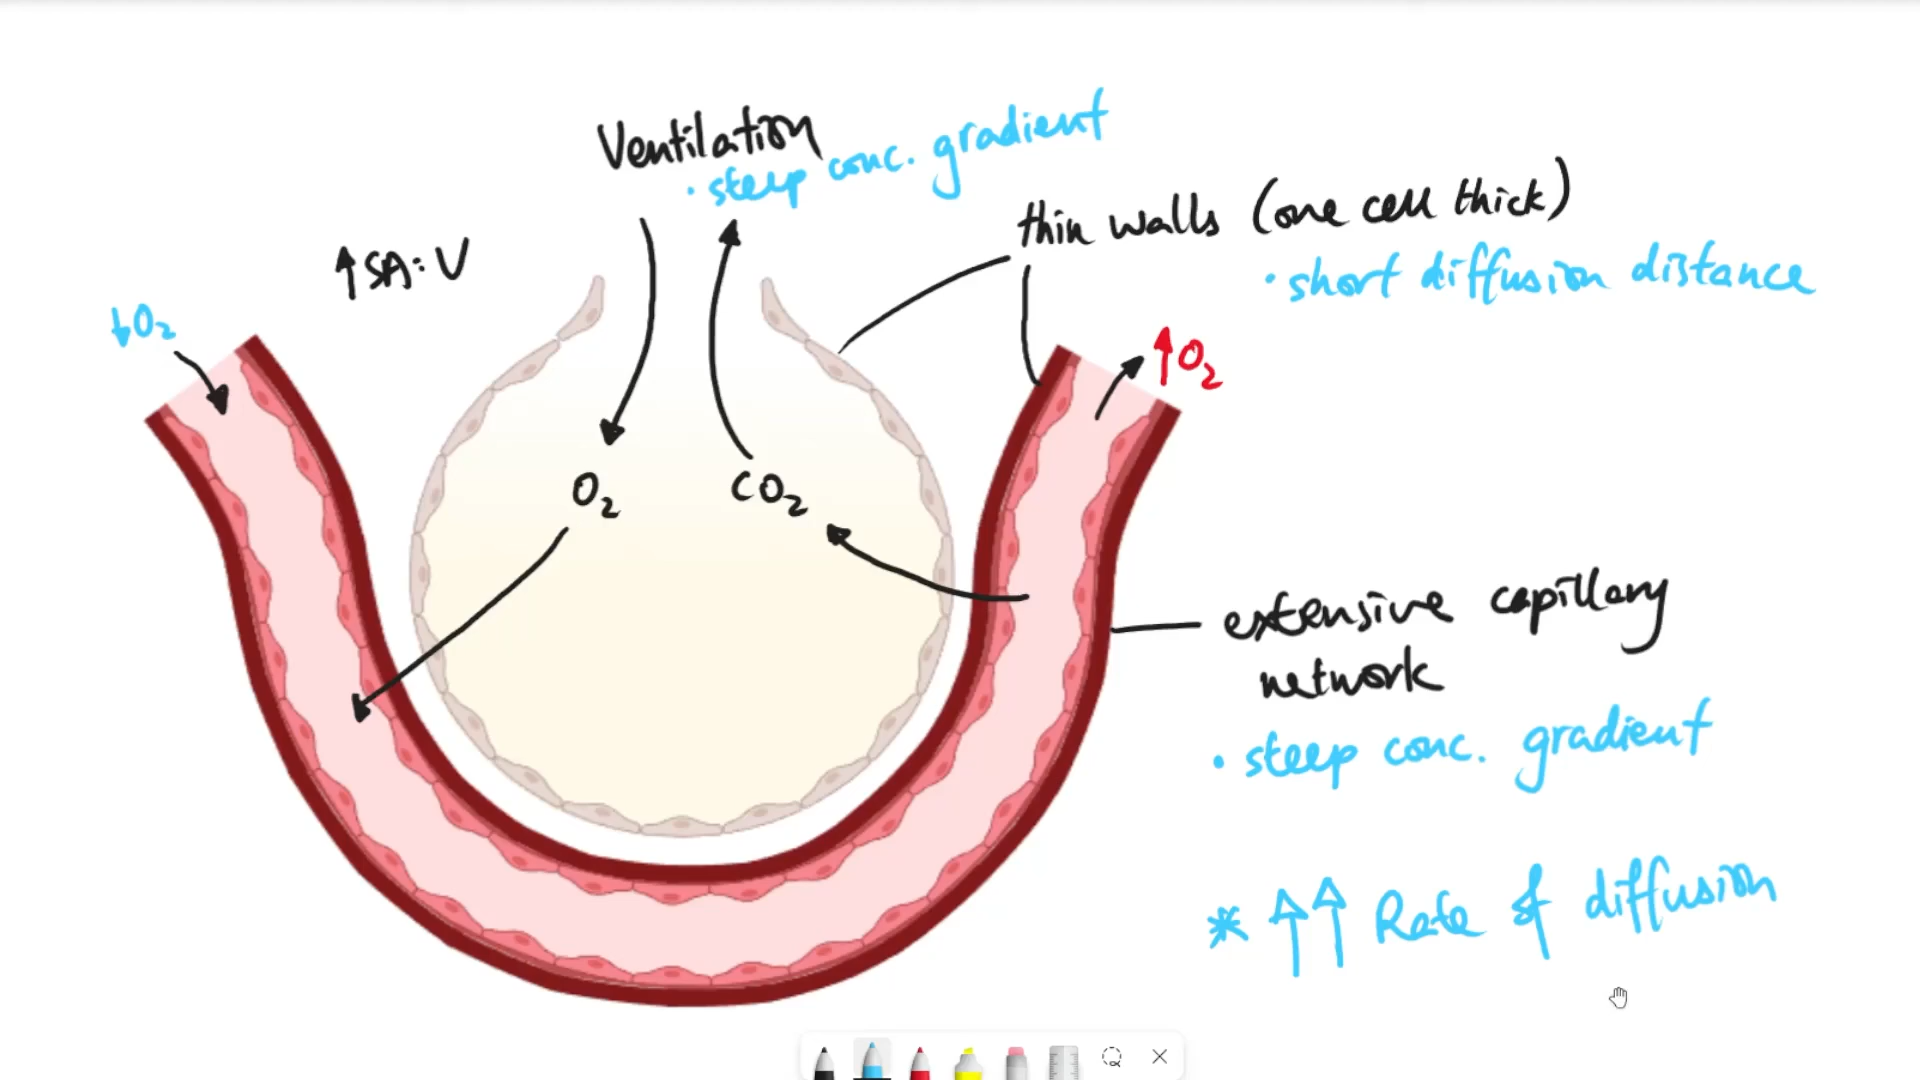 Ventilation
• steep conc. gradient
thin walls (one cell thick)
• short diffusion distance
↑SA:V
↓O₂
↑O₂
O₂
CO₂
extensive capillary
network
• steep conc. gradient
* ↑↑ Rate of diffusion